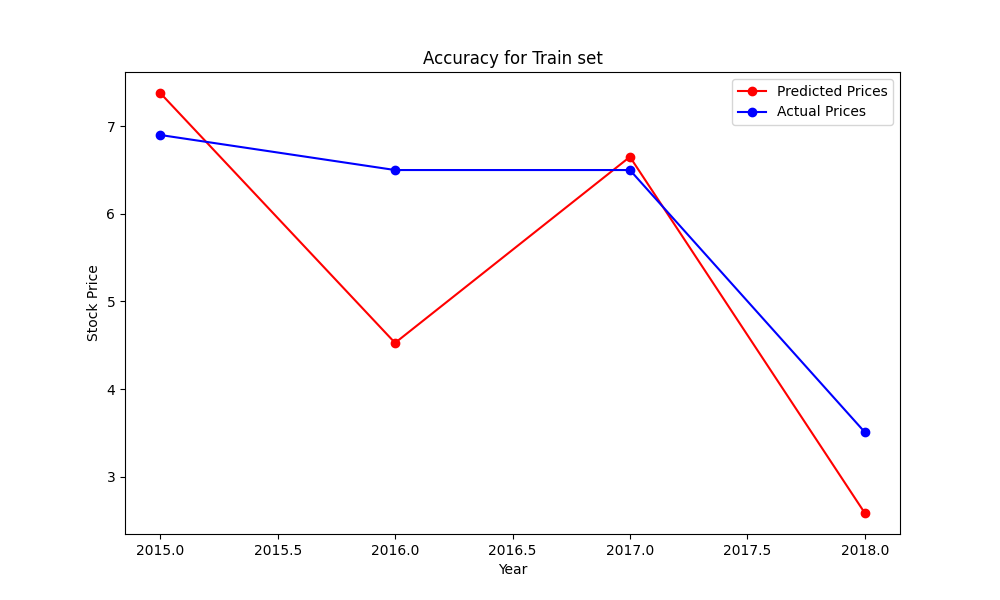 Accuracy for Train set
Predicted Prices
Actual Prices
7
6
5
4
3
Stock Price
2015.0 2015.5 2016.0 2016.5 2017.0 2017.5 2018.0
Year